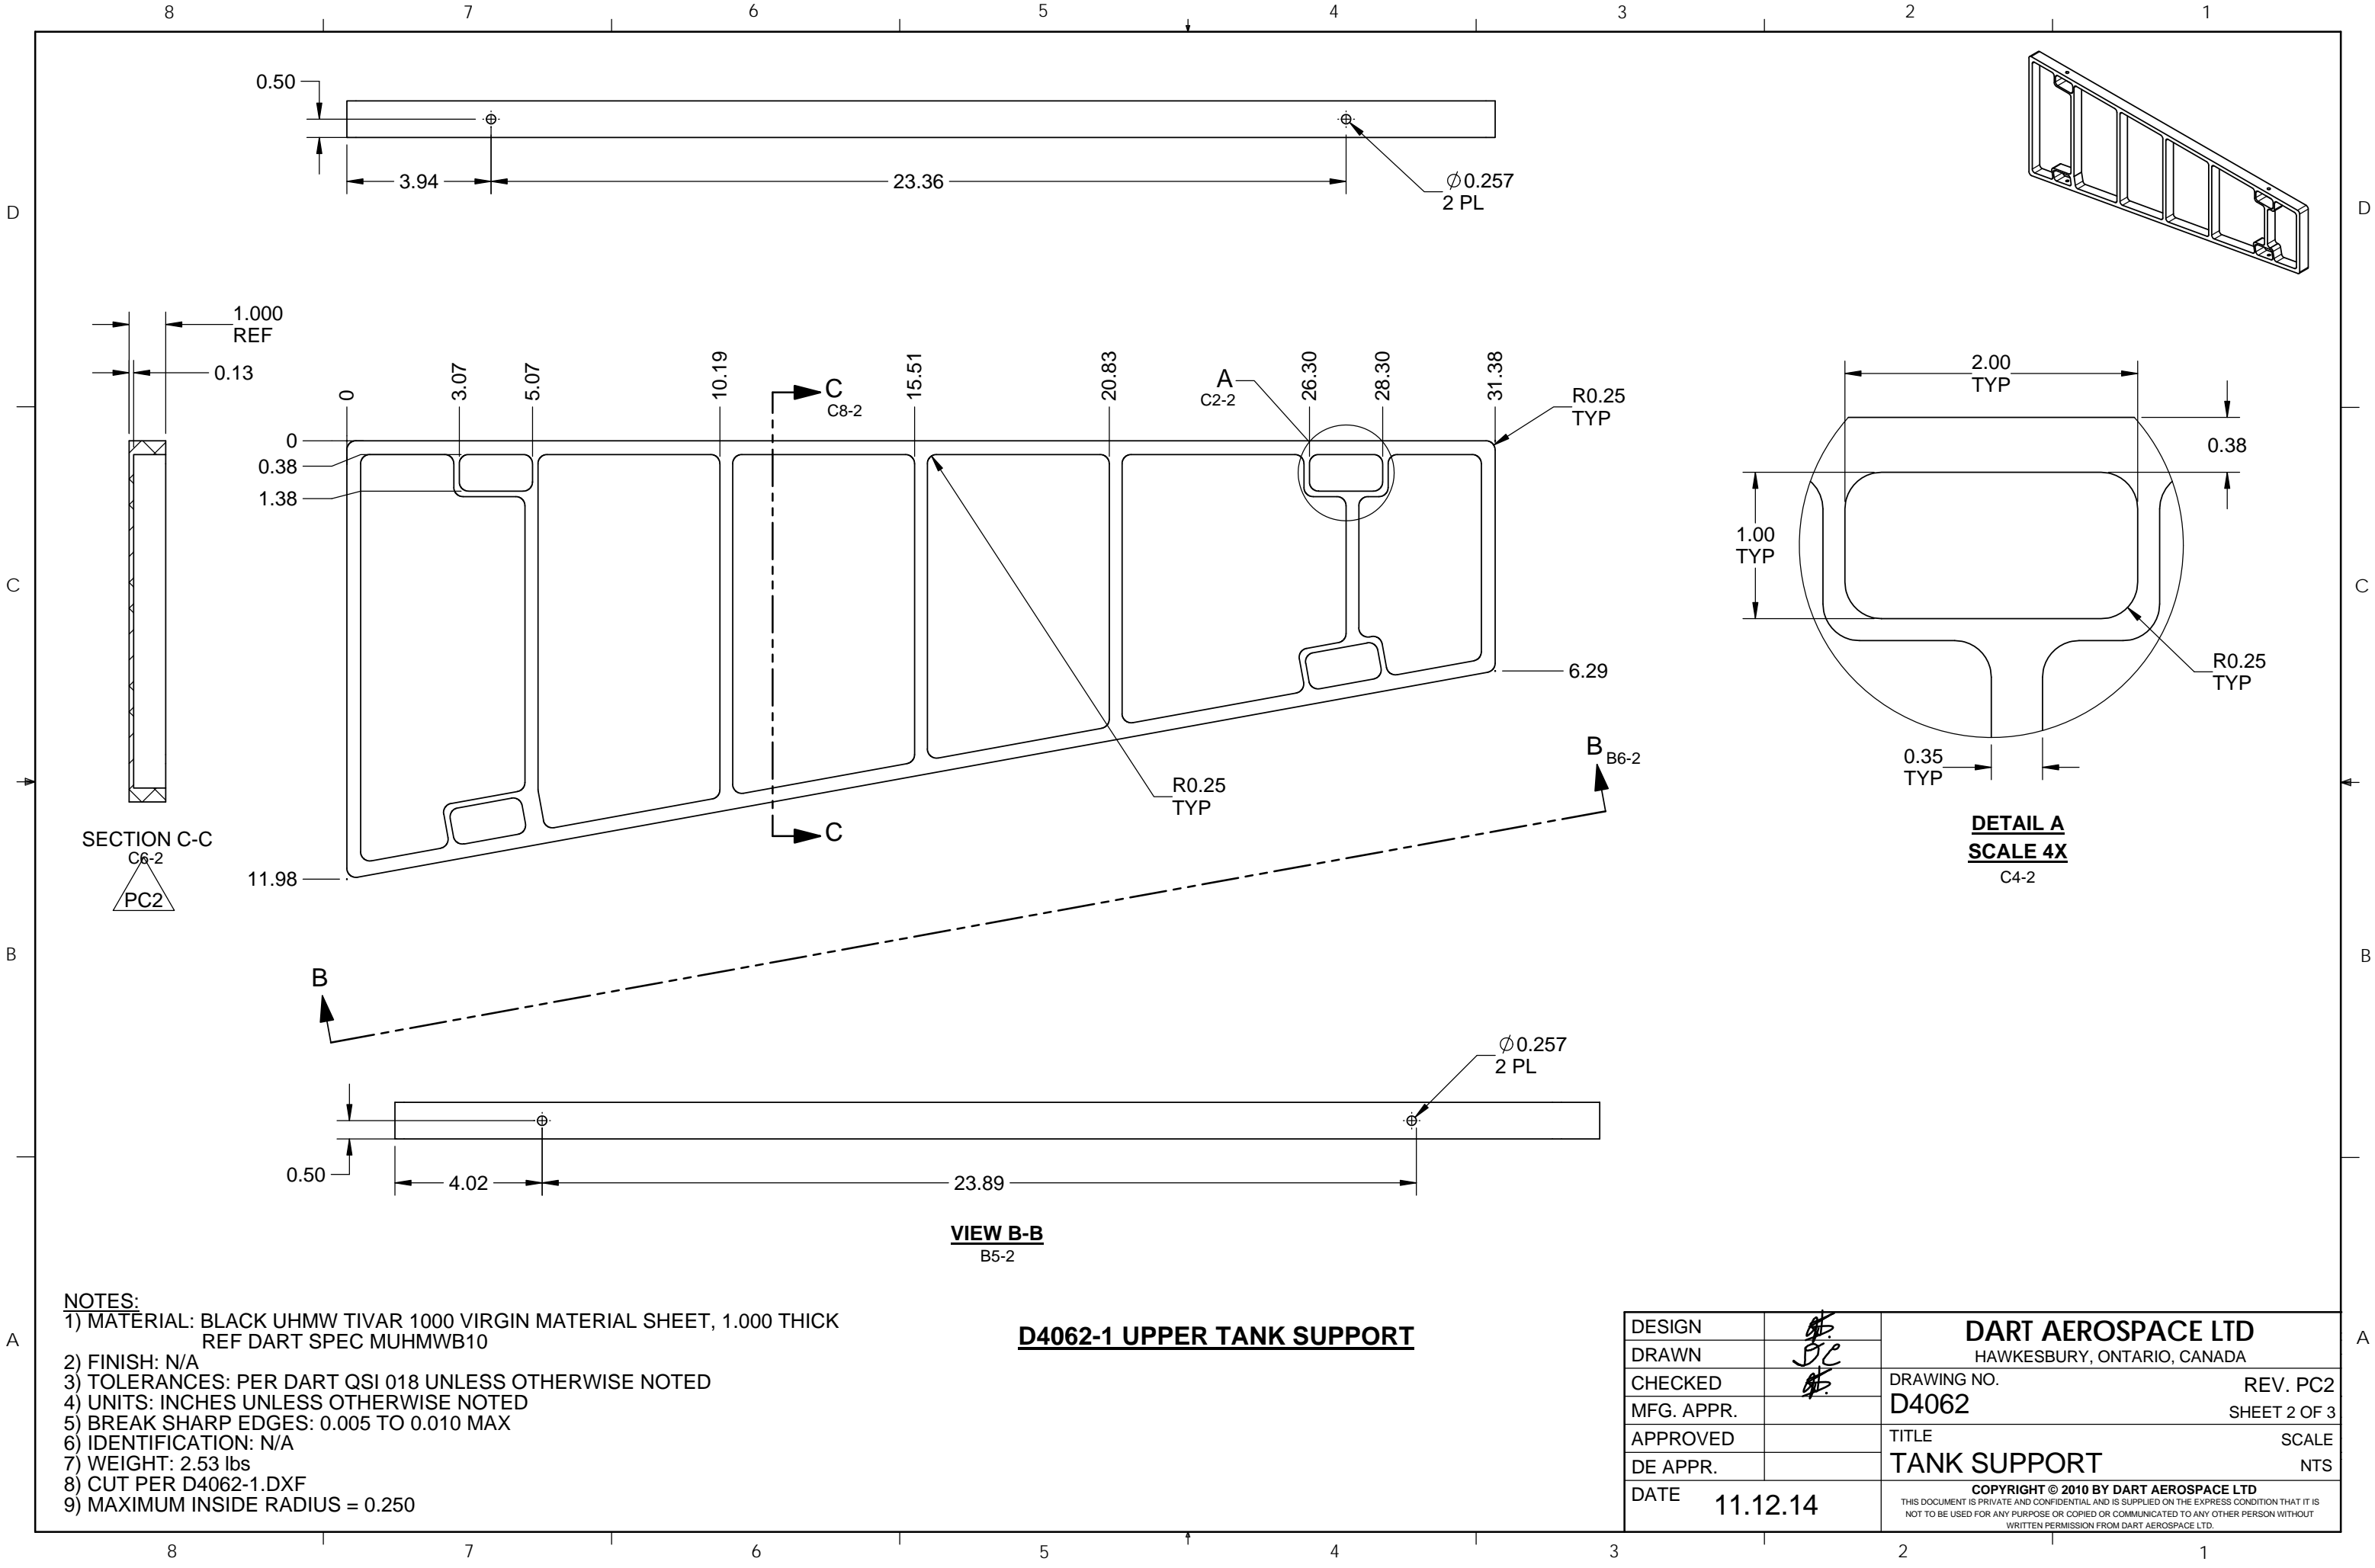 8 7 6 5 4 3 2 1
D
D
C
C
B
B
A
A
0.50
3.94
23.36
Ø0.257
2 PL
1.000
REF
0.13
SECTION C-C
C6-2
PC2
0
3.07
5.07
10.19
15.51
20.83
26.30
28.30
31.38
0
0.38
1.38
11.98
6.29
C
C8-2
C
A
C2-2
R0.25
TYP
R0.25
TYP
B
B6-2
B
2.00
TYP
0.38
1.00
TYP
R0.25
TYP
0.35
TYP
DETAIL A
SCALE 4X
C4-2
Ø0.257
2 PL
0.50
4.02
23.89
VIEW B-B
B5-2
D4062-1 UPPER TANK SUPPORT
NOTES:
1) MATERIAL: BLACK UHMW TIVAR 1000 VIRGIN MATERIAL SHEET, 1.000 THICK
REF DART SPEC MUHMWB10
2) FINISH: N/A
3) TOLERANCES: PER DART QSI 018 UNLESS OTHERWISE NOTED
4) UNITS: INCHES UNLESS OTHERWISE NOTED
5) BREAK SHARP EDGES: 0.005 TO 0.010 MAX
6) IDENTIFICATION: N/A
7) WEIGHT: 2.53 lbs
8) CUT PER D4062-1.DXF
9) MAXIMUM INSIDE RADIUS = 0.250
DESIGN
DRAWN DC
CHECKED
MFG. APPR.
APPROVED
DE APPR.
DATE 11.12.14
DART AEROSPACE LTD
HAWKESBURY, ONTARIO, CANADA
DRAWING NO. REV. PC2
D4062 SHEET 2 OF 3
TITLE SCALE
TANK SUPPORT NTS
COPYRIGHT © 2010 BY DART AEROSPACE LTD
THIS DOCUMENT IS PRIVATE AND CONFIDENTIAL AND IS SUPPLIED ON THE EXPRESS CONDITION THAT IT IS
NOT TO BE USED FOR ANY PURPOSE OR COPIED OR COMMUNICATED TO ANY OTHER PERSON WITHOUT
WRITTEN PERMISSION FROM DART AEROSPACE LTD.
8 7 6 5 4 3 2 1